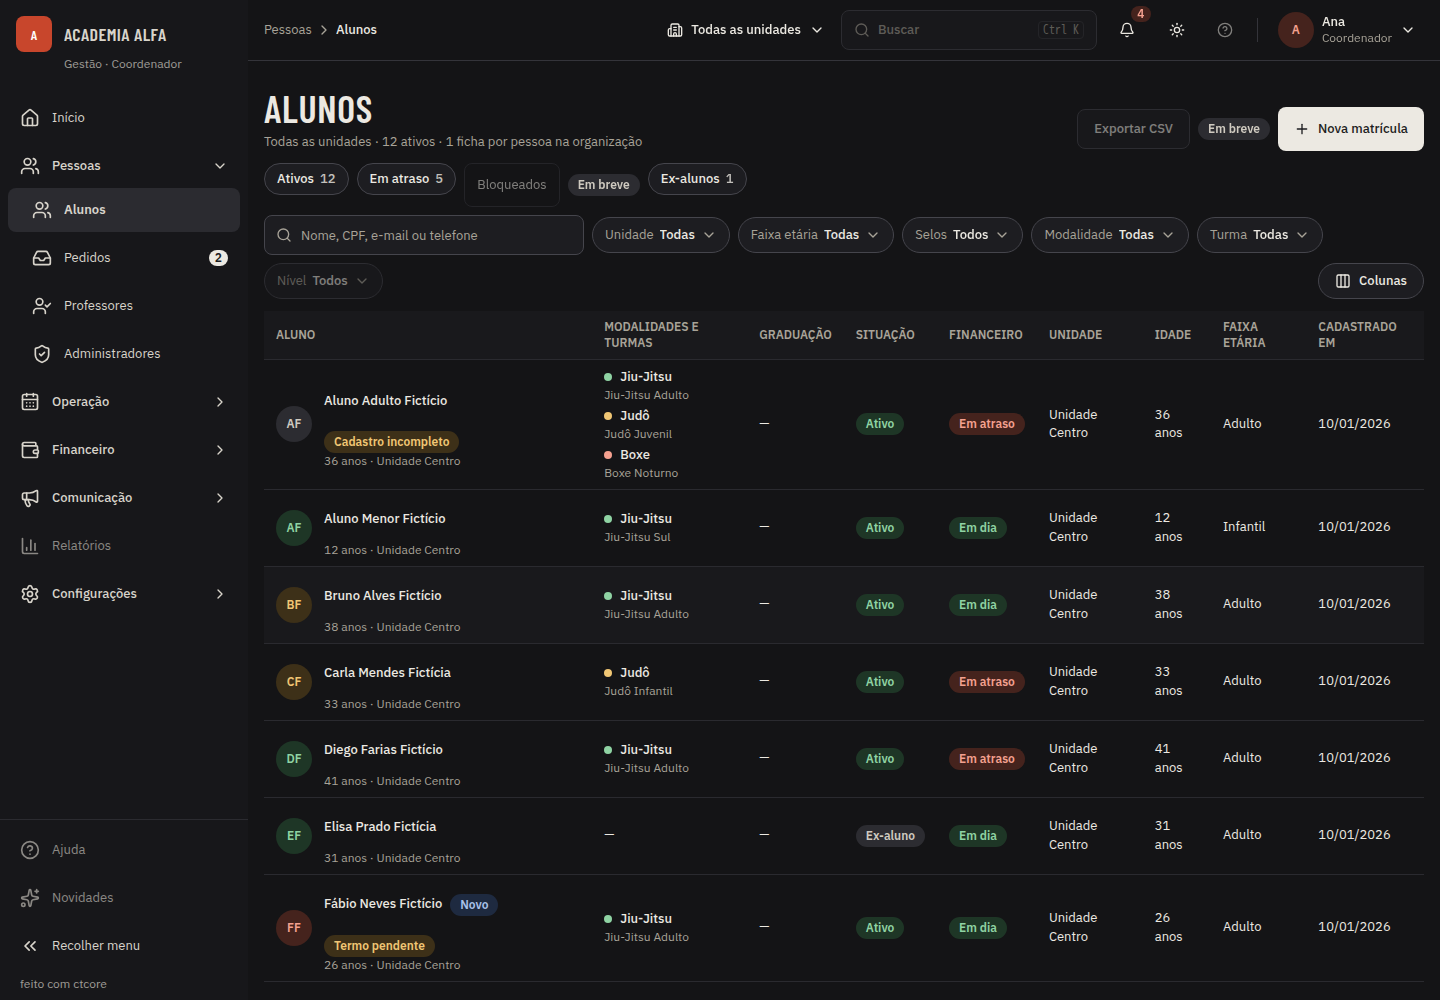 A
ACADEMIA ALFA
Gestão · Coordenador
Início
Pessoas
Alunos
Pedidos 2
Professores
Administradores
Operação
Financeiro
Comunicação
Relatórios
Configurações
Ajuda
Novidades
Recolher menu
feito com ctcore
Pessoas Alunos
Todas as unidades
Buscar Ctrl K
4
A
Ana
Coordenador
ALUNOS
Todas as unidades · 12 ativos · 1 ficha por pessoa na organização
Exportar CSV Em breve Nova matrícula
Ativos 12 Em atraso 5 Bloqueados Em breve Ex-alunos 1
Nome, CPF, e-mail ou telefone Unidade Todas Faixa etária Todas Selos Todos Modalidade Todas Turma Todas
Nível Todos Colunas
ALUNO MODALIDADES E TURMAS GRADUAÇÃO SITUAÇÃO FINANCEIRO UNIDADE IDADE FAIXA ETÁRIA CADASTRADO EM
AF
Aluno Adulto Fictício
Cadastro incompleto
36 anos · Unidade Centro
Jiu-Jitsu
Jiu-Jitsu Adulto
Judô
Judô Juvenil
Boxe
Boxe Noturno
— Ativo Em atraso Unidade Centro 36 anos Adulto 10/01/2026
AF
Aluno Menor Fictício
12 anos · Unidade Centro
Jiu-Jitsu
Jiu-Jitsu Sul
— Ativo Em dia Unidade Centro 12 anos Infantil 10/01/2026
BF
Bruno Alves Fictício
38 anos · Unidade Centro
Jiu-Jitsu
Jiu-Jitsu Adulto
— Ativo Em dia Unidade Centro 38 anos Adulto 10/01/2026
CF
Carla Mendes Fictícia
33 anos · Unidade Centro
Judô
Judô Infantil
— Ativo Em atraso Unidade Centro 33 anos Adulto 10/01/2026
DF
Diego Farias Fictício
41 anos · Unidade Centro
Jiu-Jitsu
Jiu-Jitsu Adulto
— Ativo Em atraso Unidade Centro 41 anos Adulto 10/01/2026
EF
Elisa Prado Fictícia
31 anos · Unidade Centro
— — Ex-aluno Em dia Unidade Centro 31 anos Adulto 10/01/2026
FF
Fábio Neves Fictício Novo
Termo pendente
26 anos · Unidade Centro
Jiu-Jitsu
Jiu-Jitsu Adulto
— Ativo Em dia Unidade Centro 26 anos Adulto 10/01/2026